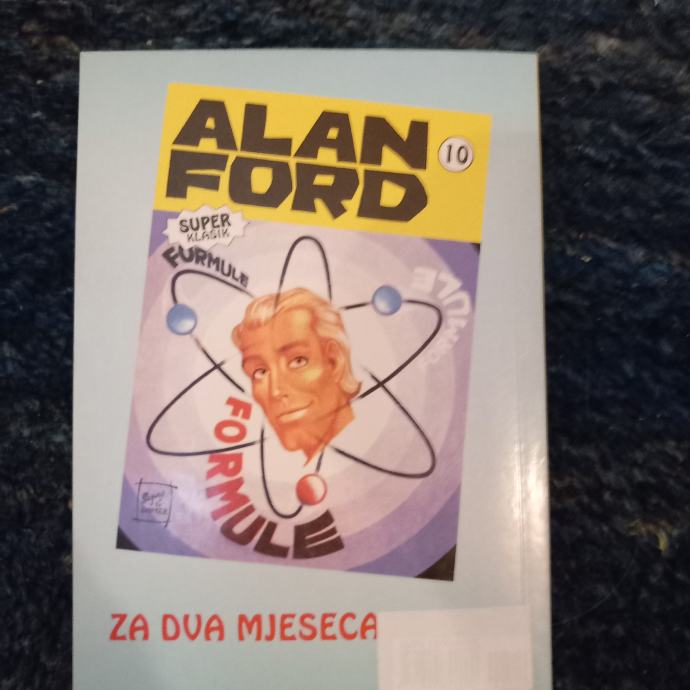 ALAN
FORD
10
SUPER
KLASIK
FORMULE
FORMULE
FORMULE
ZA DVA MJESECA